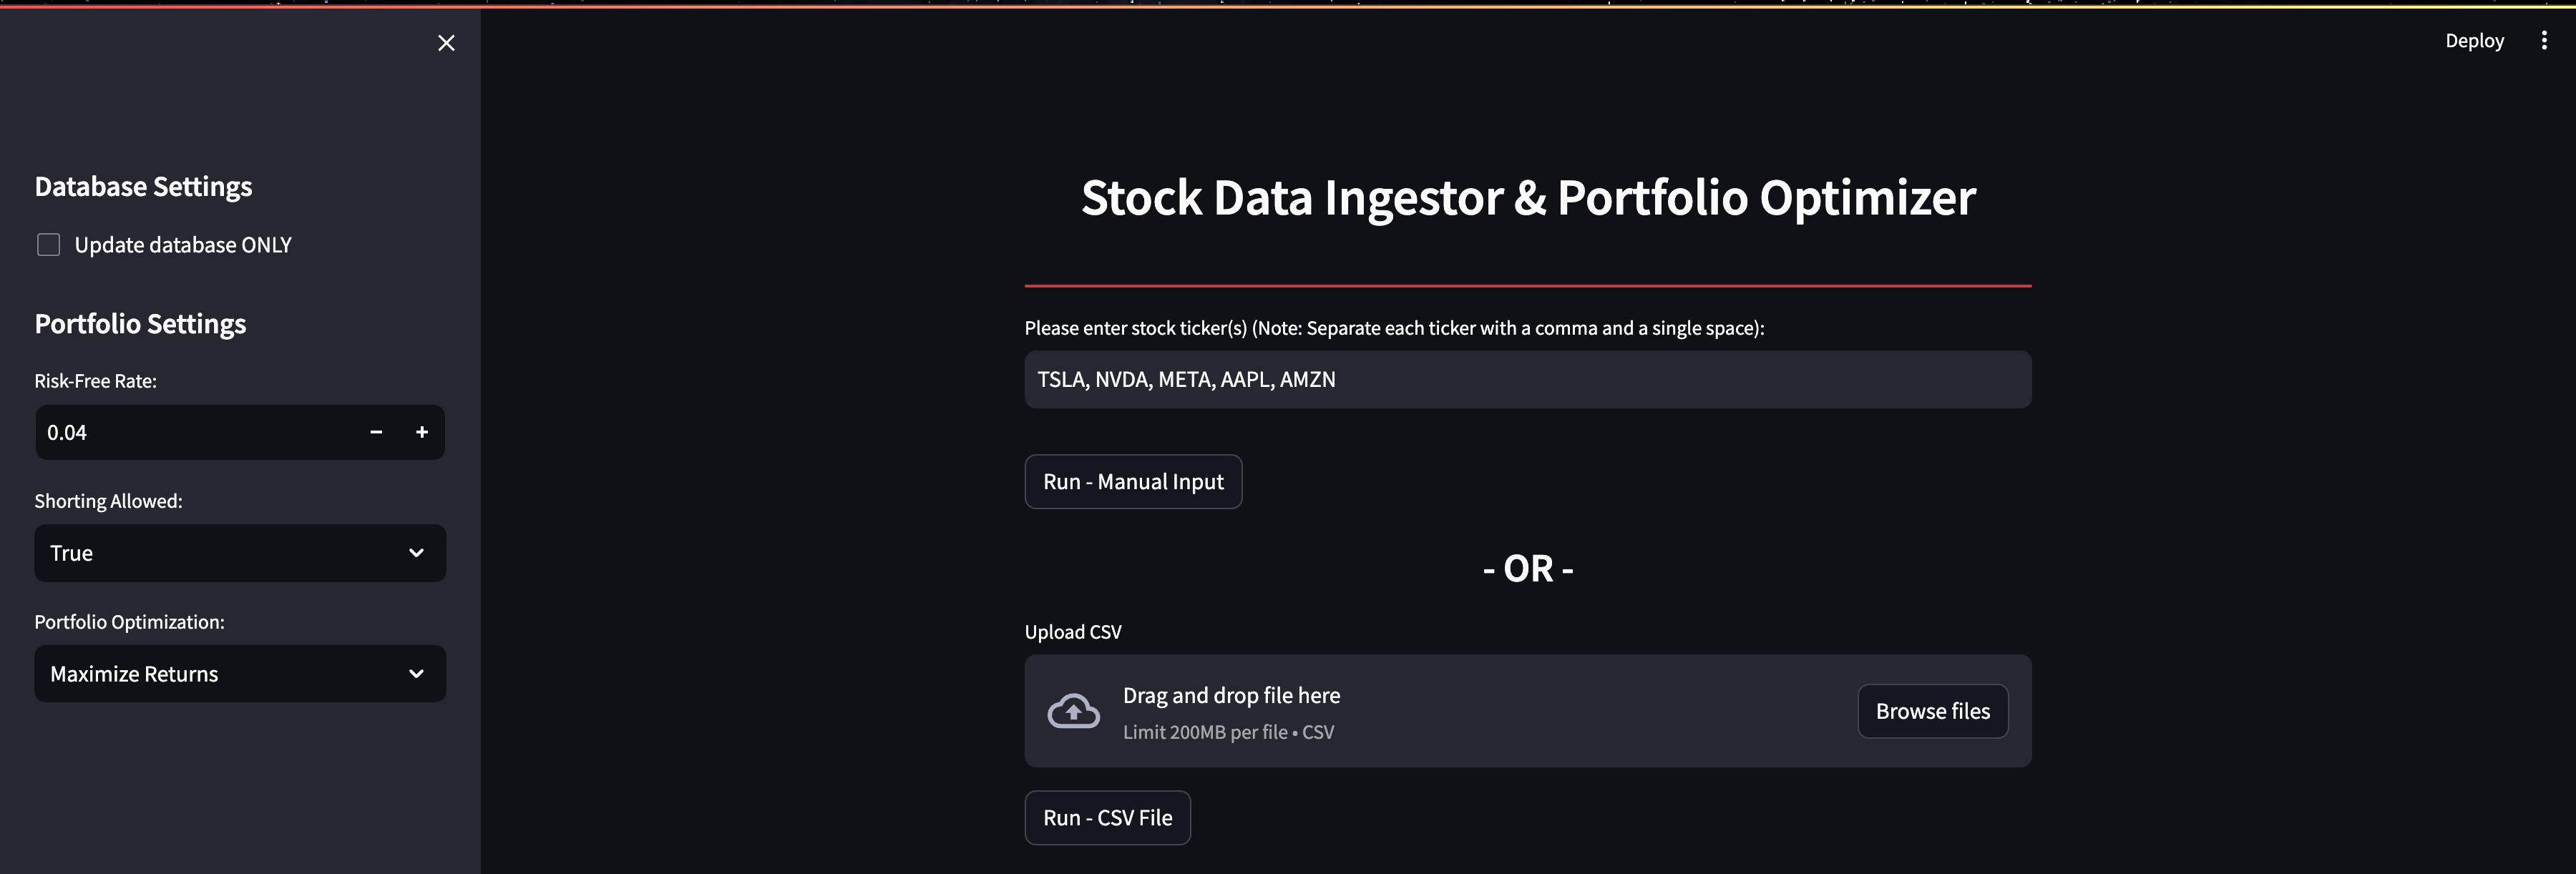 Deploy
Database Settings
Update database ONLY
Portfolio Settings
Risk-Free Rate:
0.04
Shorting Allowed:
True
Portfolio Optimization:
Maximize Returns
Stock Data Ingestor & Portfolio Optimizer
Please enter stock ticker(s) (Note: Separate each ticker with a comma and a single space):
TSLA, NVDA, META, AAPL, AMZN
Run - Manual Input
- OR -
Upload CSV
Drag and drop file here
Limit 200MB per file • CSV
Browse files
Run - CSV File